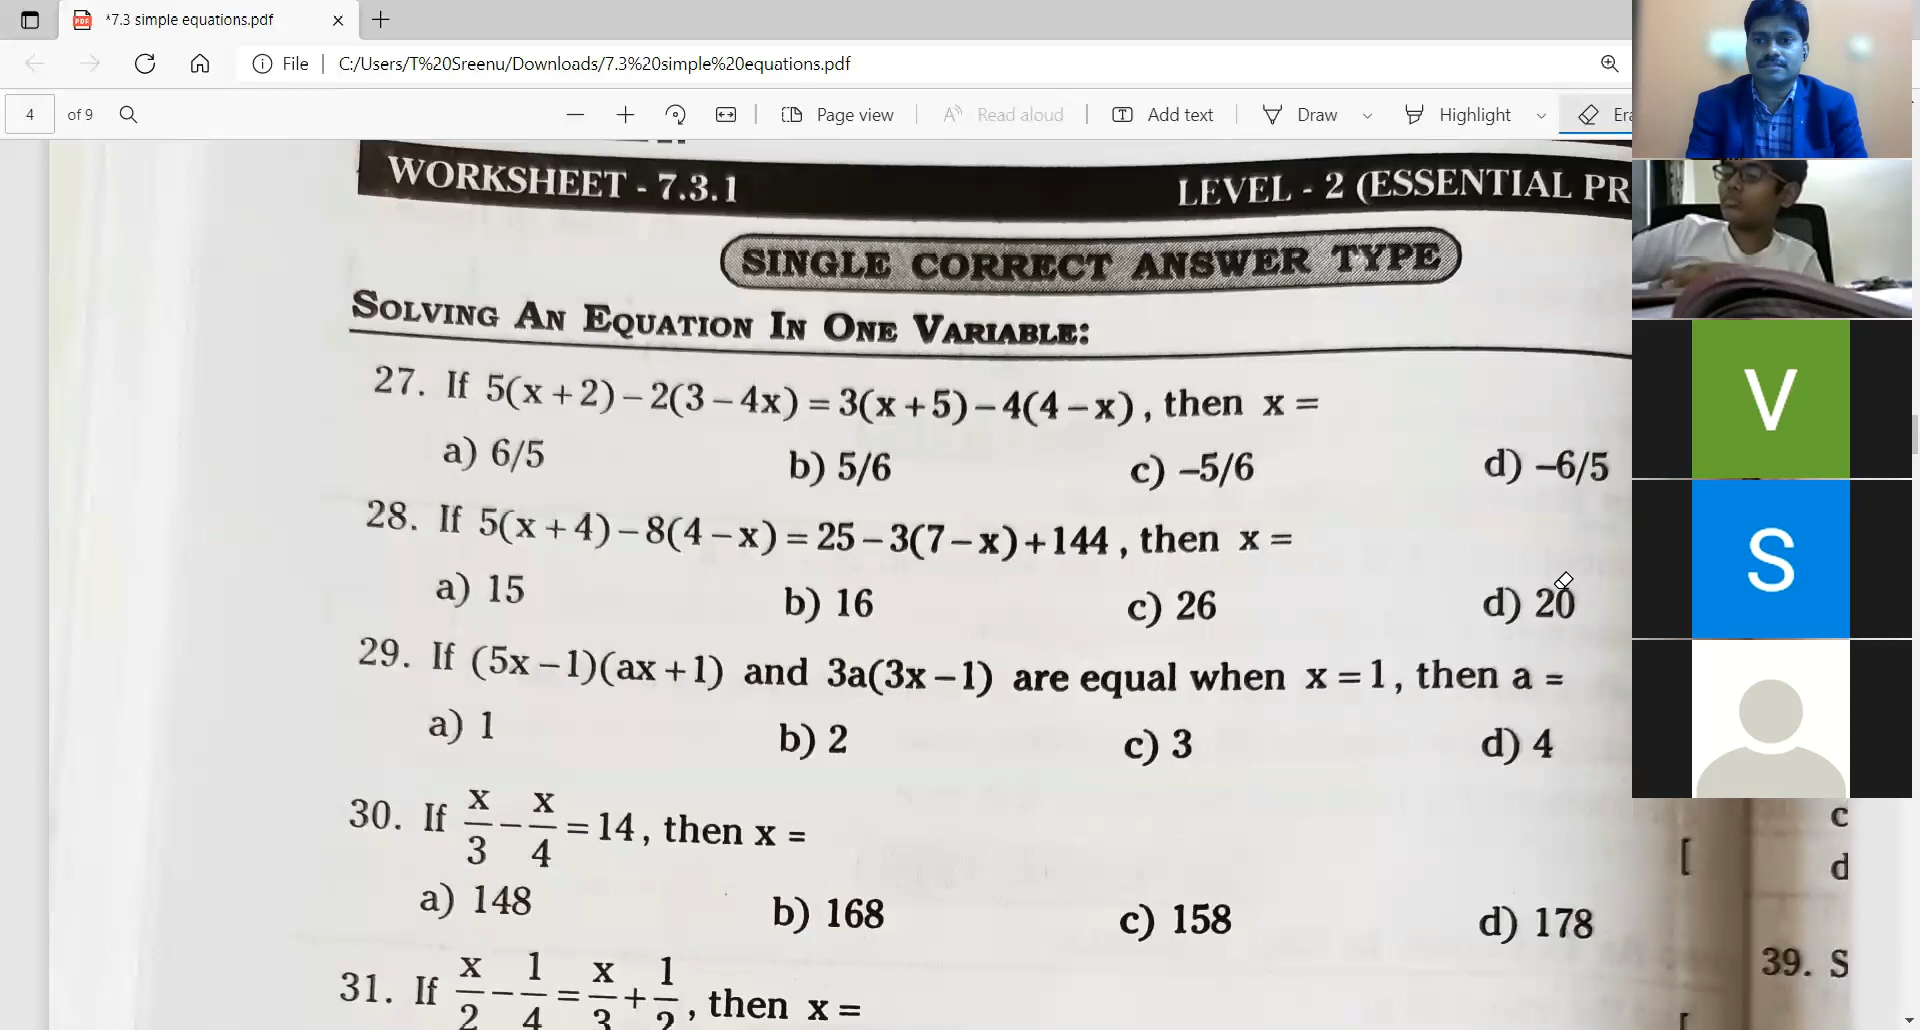 *7.3 simple equations.pdf
File C:/Users/T%20Sreenu/Downloads/7.3%20simple%20equations.pdf
4 of 9 Page view Read aloud Add text Draw Highlight
WORKSHEET - 7.3.1 LEVEL - 2 (ESSENTIAL PR
SINGLE CORRECT ANSWER TYPE
SOLVING AN EQUATION IN ONE VARIABLE:
27. If 5(x + 2) – 2(3 – 4x) = 3(x + 5) – 4(4 – x), then x =
a) 6/5 b) 5/6 c) –5/6 d) –6/5
28. If 5(x + 4) – 8(4 – x) = 25 – 3(7 – x) + 144, then x =
a) 15 b) 16 c) 26 d) 20
29. If (5x – 1)(ax + 1) and 3a(3x – 1) are equal when x = 1, then a =
a) 1 b) 2 c) 3 d) 4
30. If x/3 – x/4 = 14, then x =
a) 148 b) 168 c) 158 d) 178
31. If x/2 – 1/4 = x/3 + 1/2, then x =
V
S
c
d
39. S